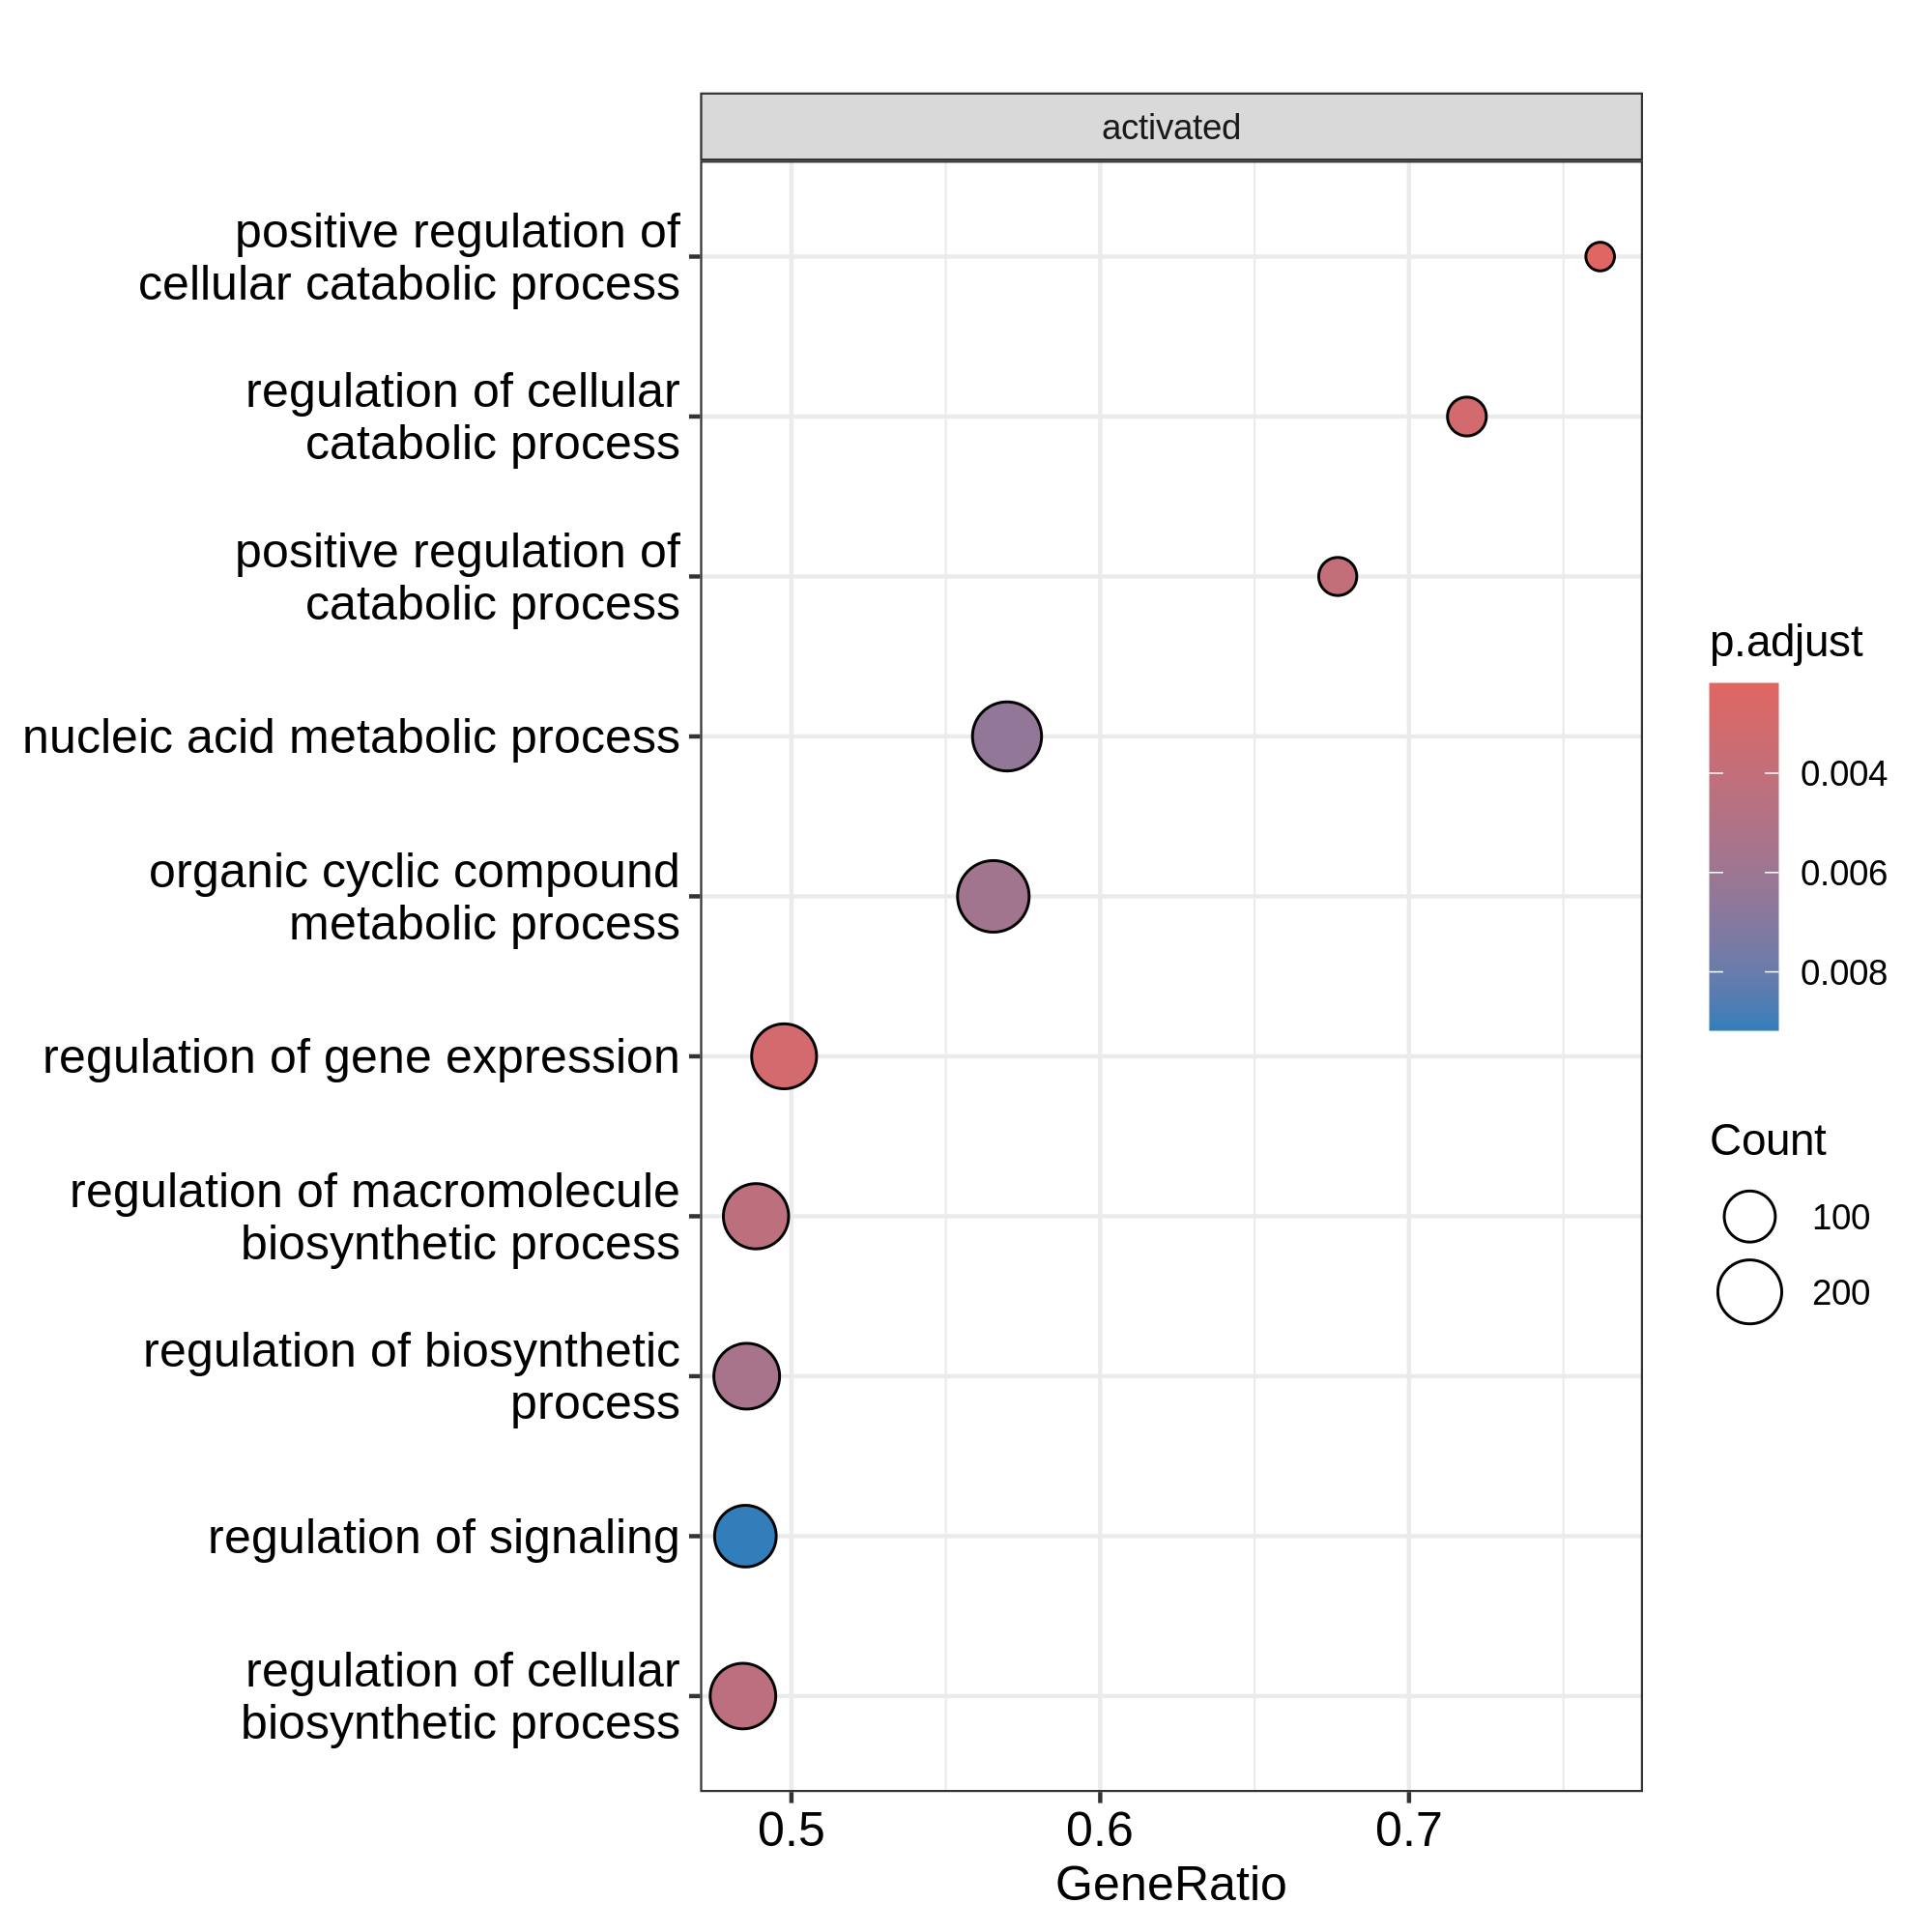 activated
positive regulation of
cellular catabolic process
regulation of cellular
catabolic process
positive regulation of
catabolic process
nucleic acid metabolic process
organic cyclic compound
metabolic process
regulation of gene expression
regulation of macromolecule
biosynthetic process
regulation of biosynthetic
process
regulation of signaling
regulation of cellular
biosynthetic process
0.5 0.6 0.7
GeneRatio
p.adjust
0.004
0.006
0.008
Count
100
200